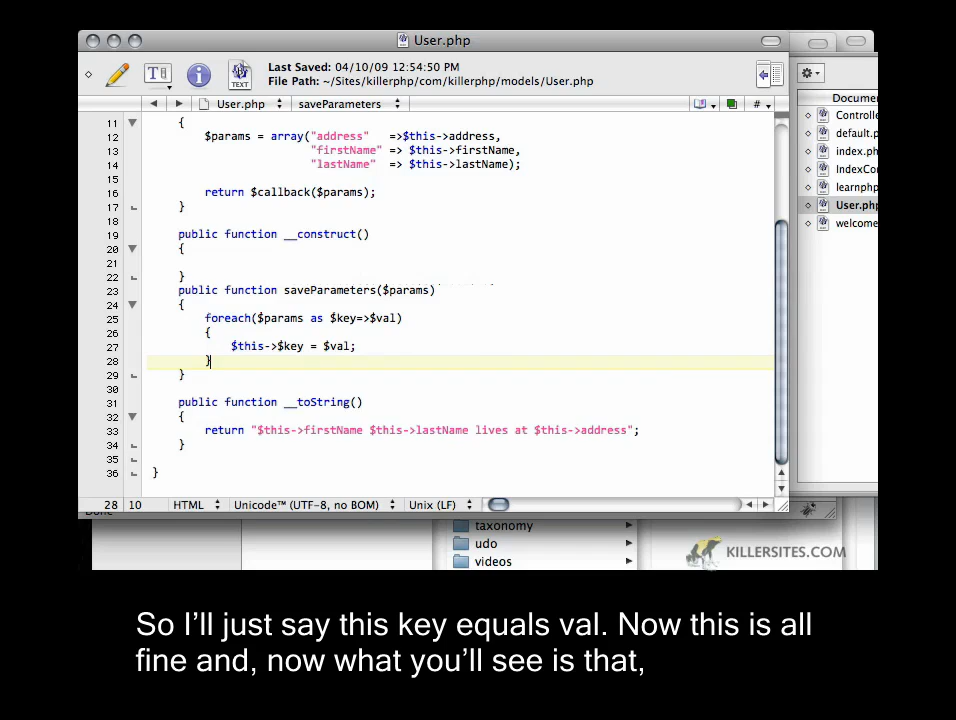 User.php
Last Saved: 04/10/09 12:54:50 PM
File Path: ~/Sites/killerphp/com/killerphp/models/User.php
TEXT
User.php saveParameters #
11 {
12 $params = array("address" =>$this->address,
13 "firstName" => $this->firstName,
14 "lastName" => $this->lastName);
15
16 return $callback($params);
17 }
18
19 public function __construct()
20 {
21
22 }
23 public function saveParameters($params)
24 {
25 foreach($params as $key=>$val)
26 {
27 $this->$key = $val;
28 }
29 }
30
31 public function __toString()
32 {
33 return "$this->firstName $this->lastName lives at $this->address";
34 }
35
36 }
28 10 HTML Unicode™ (UTF-8, no BOM) Unix (LF)
Docume
Controlle
default.p
index.ph
IndexCon
learnphp
User.php
welcome
taxonomy
udo
videos
KILLERSITES.COM
So I'll just say this key equals val. Now this is all
fine and, now what you'll see is that,